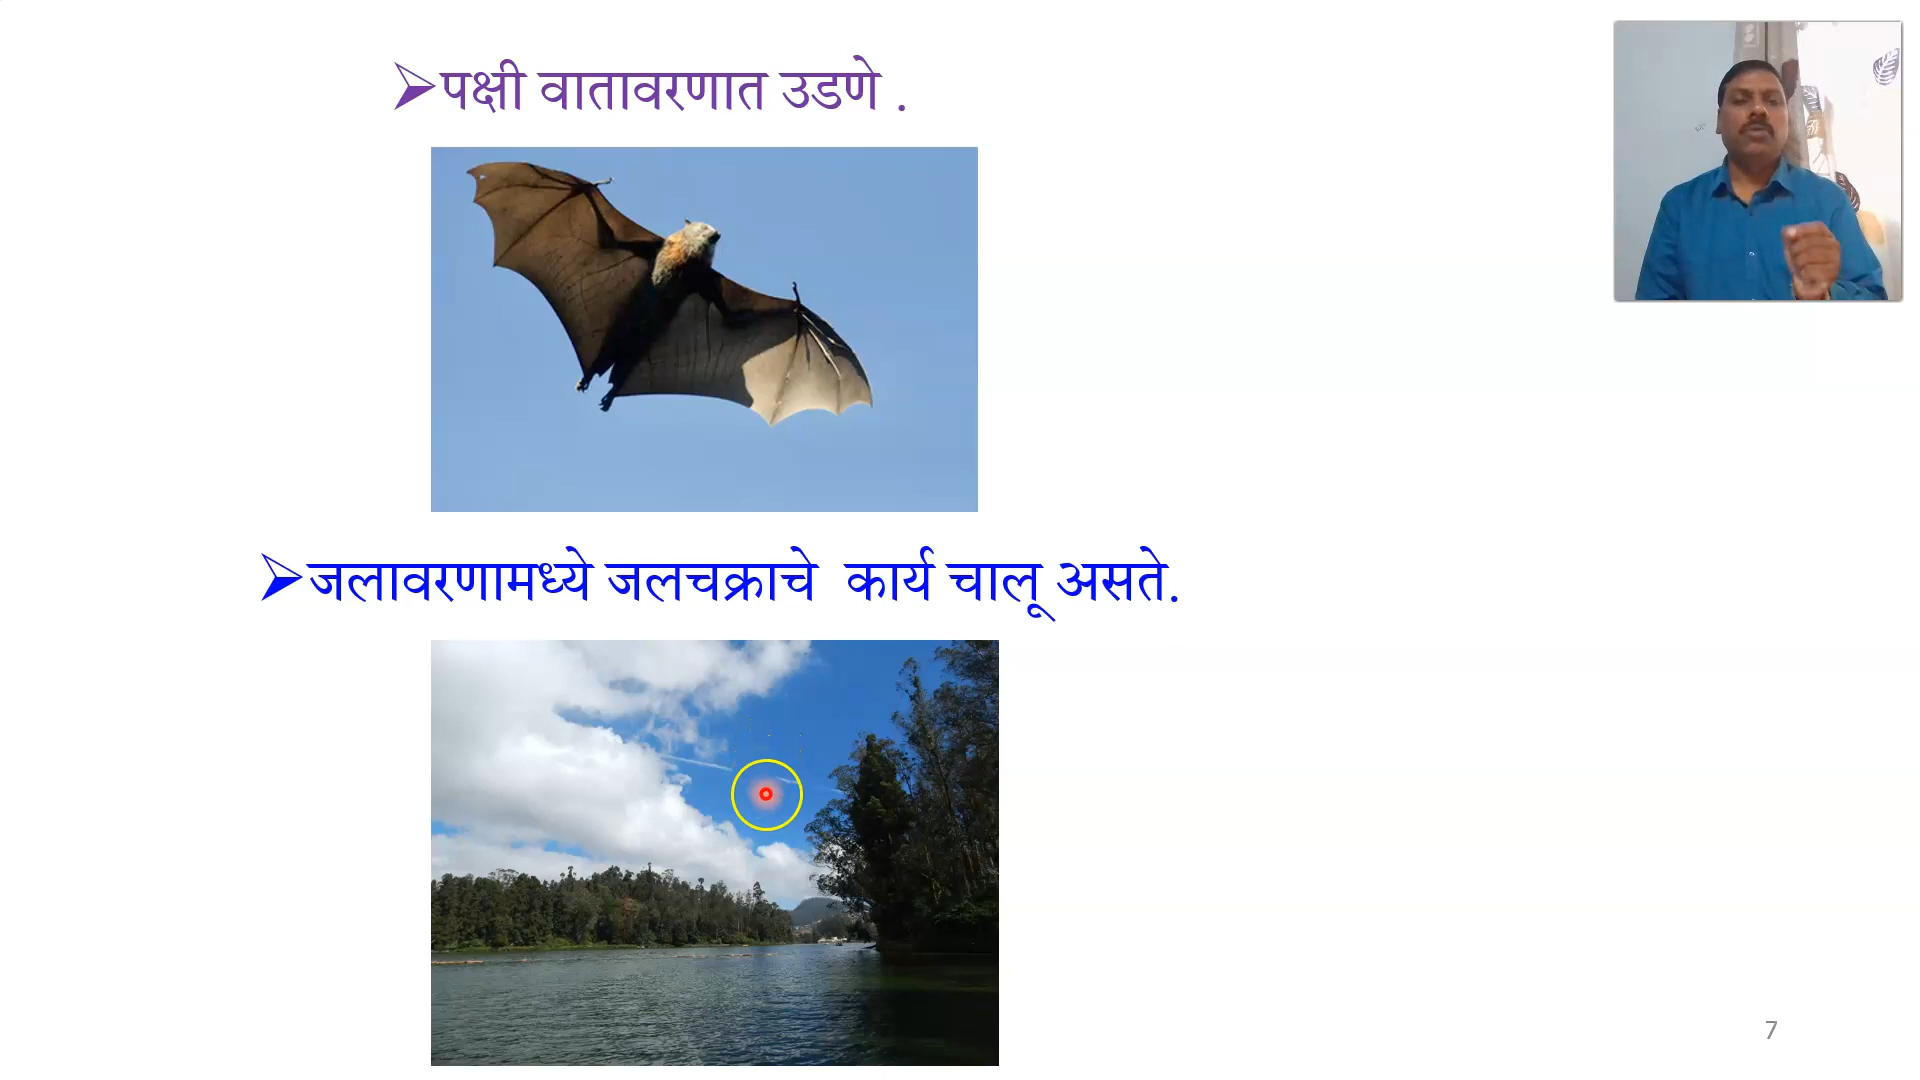 ➢पक्षी वातावरणात उडणे .
➢जलावरणामध्ये जलचक्राचे कार्य चालू असते.
7